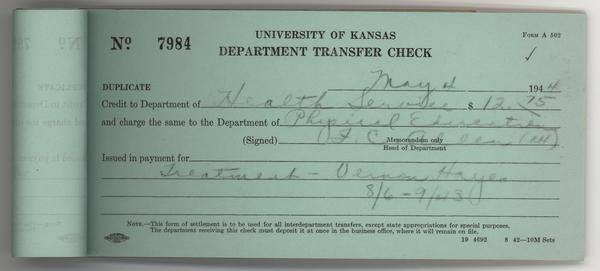 UNIVERSITY OF KANSAS
FORM A 502
No 7984
DEPARTMENT TRANSFER CHECK
✓
DUPLICATE
May 4 1944
Credit to Department of Health Service $ 12.75
and charge the same to the Department of Physical Education
(Signed) (F. C. Allen
Memorandum only
Head of Department
Issued in payment for
Treatment - Vernon Hayes
8/6-9/43)
NOTE.—This form of settlement is to be used for all interdepartment transfers, except state appropriations for special purposes.
The department receiving this check must deposit it at once in the business office, where it will remain on file.
19 4692 8 42—10M Sets